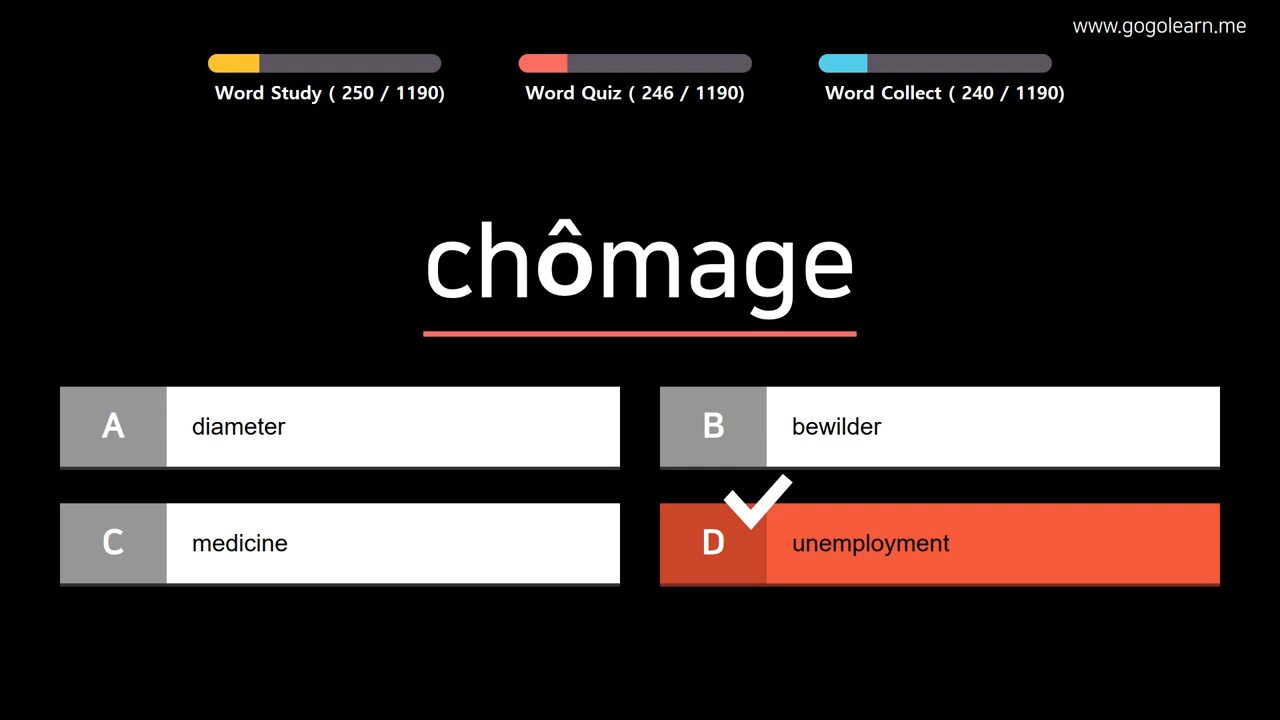 www.gogolearn.me
Word Study ( 250 / 1190)
Word Quiz ( 246 / 1190)
Word Collect ( 240 / 1190)
chômage
A diameter
B bewilder
C medicine
D unemployment